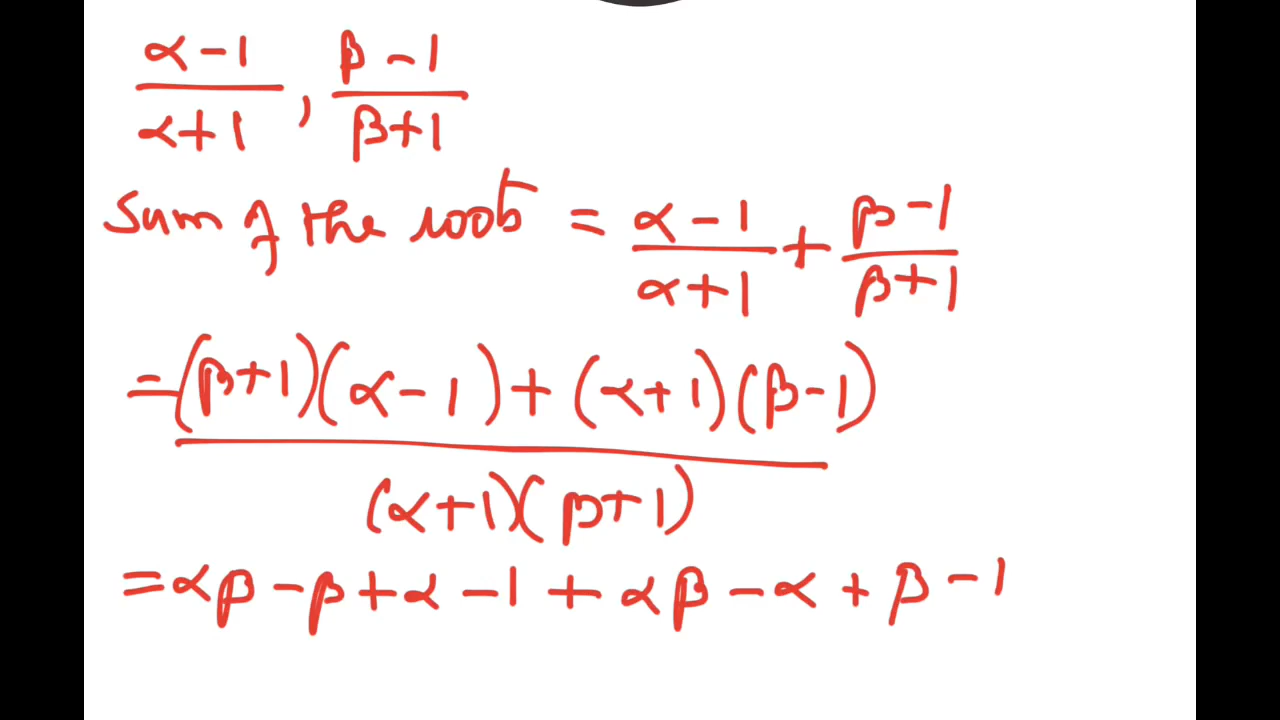 α-1/α+1 , β-1/β+1
Sum of the roots = α-1/α+1 + β-1/β+1
= (β+1)(α-1)+(α+1)(β-1)
(α+1)(β+1)
= αβ-β+α-1+αβ-α+β-1